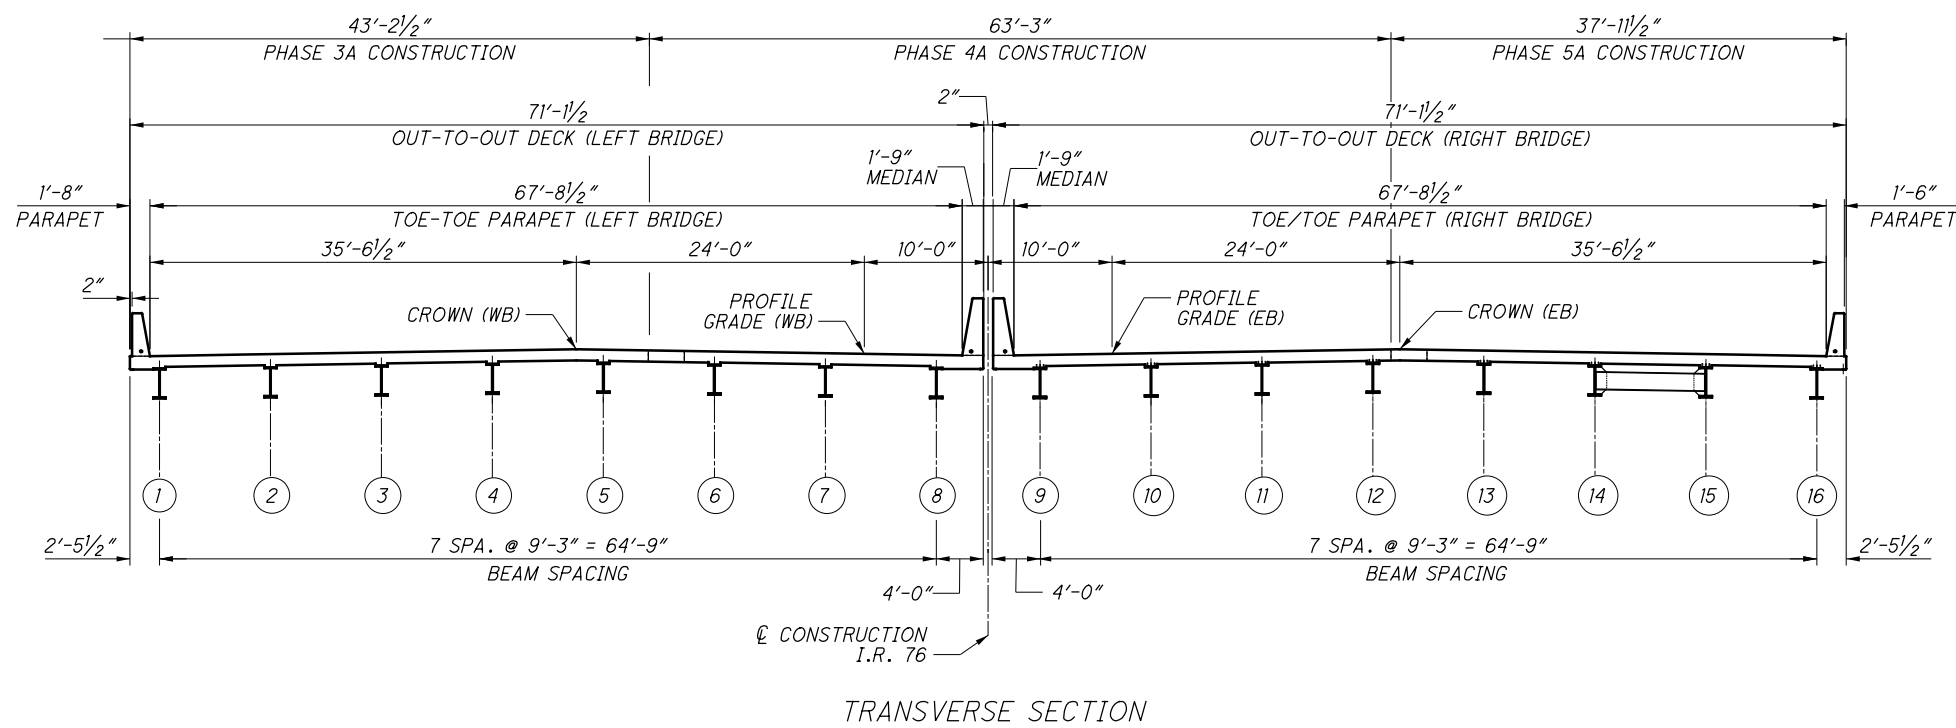 43'-2½" 63'-3" 37'-11½"
PHASE 3A CONSTRUCTION PHASE 4A CONSTRUCTION PHASE 5A CONSTRUCTION
2"
71'-1½ 71'-1½"
OUT-TO-OUT DECK (LEFT BRIDGE) OUT-TO-OUT DECK (RIGHT BRIDGE)
1'-9" 1'-9"
MEDIAN MEDIAN
1'-8" 67'-8½" 67'-8½" 1'-6"
PARAPET TOE-TOE PARAPET (LEFT BRIDGE) TOE/TOE PARAPET (RIGHT BRIDGE) PARAPET
35'-6½" 24'-0" 10'-0" 10'-0" 24'-0" 35'-6½"
2"
PROFILE PROFILE
CROWN (WB) GRADE (WB) GRADE (EB) CROWN (EB)
1 2 3 4 5 6 7 8 9 10 11 12 13 14 15 16
2'-5½" 7 SPA. @ 9'-3" = 64'-9" 7 SPA. @ 9'-3" = 64'-9" 2'-5½"
BEAM SPACING BEAM SPACING
4'-0" 4'-0"
℄ CONSTRUCTION
I.R. 76
TRANSVERSE SECTION